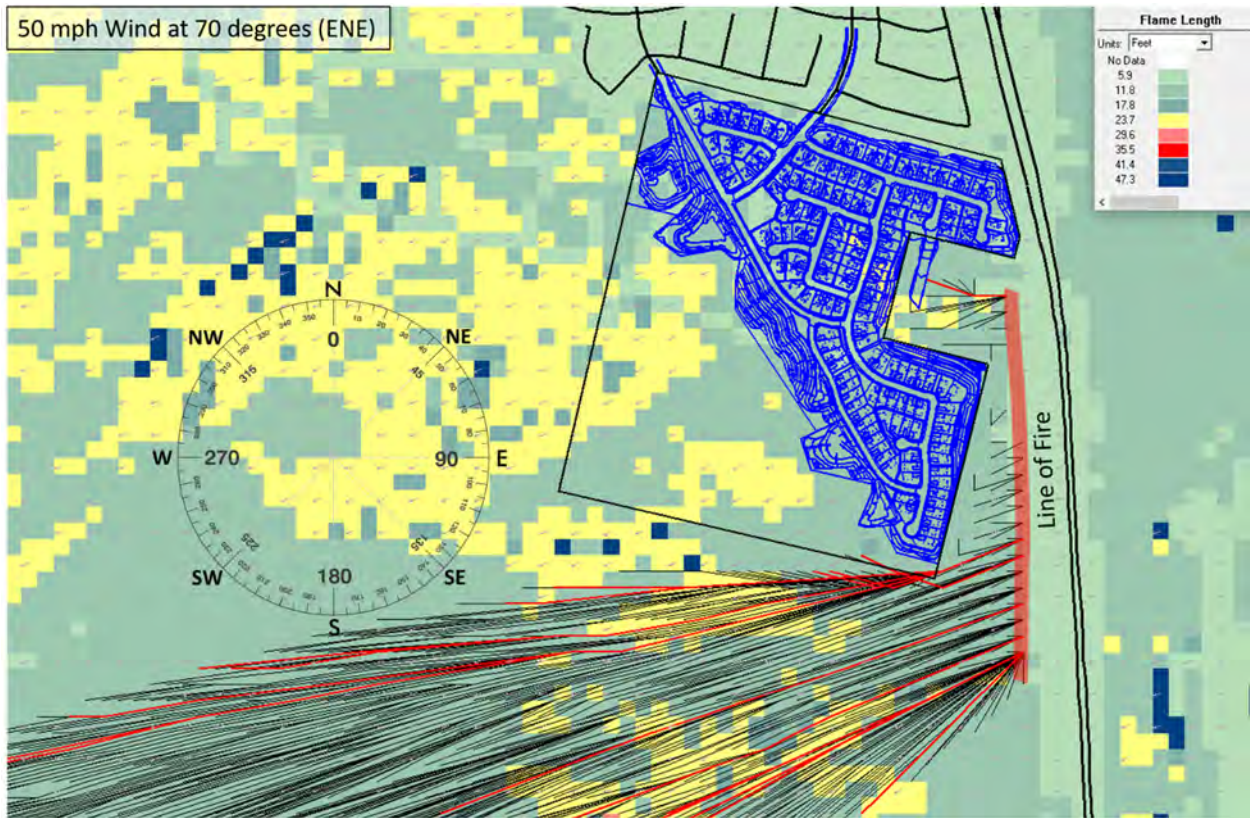 50 mph Wind at 70 degrees (ENE)
Flame Length
Units: Feet
No Data
5.9
11.8
17.8
23.7
29.6
35.5
41.4
47.3
N
0
NW
NE
315
45
W
270
90
E
225
135
SW
180
SE
S
Line of Fire